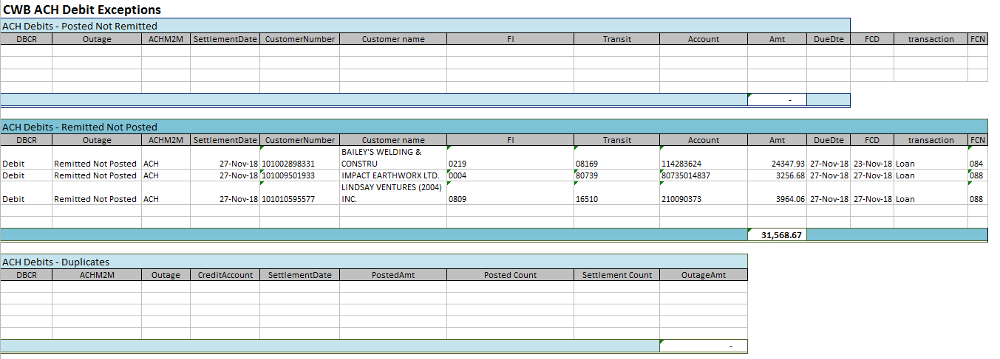 CWB ACH Debit Exceptions
ACH Debits - Posted Not Remitted
DBCR Outage ACHM2M SettlementDate CustomerNumber Customer name FI Transit Account Amt DueDte FCD transaction FCN
-
ACH Debits - Remitted Not Posted
DBCR Outage ACHM2M SettlementDate CustomerNumber Customer name FI Transit Account Amt DueDte FCD transaction FCN
BAILEY'S WELDING &
Debit Remitted Not Posted ACH 27-Nov-18 101002898331 CONSTRU 0219 08169 114283624 24347.93 27-Nov-18 23-Nov-18 Loan 084
Debit Remitted Not Posted ACH 27-Nov-18 101009501933 IMPACT EARTHWORX LTD. 0004 80739 80735014837 3256.68 27-Nov-18 27-Nov-18 Loan 088
LINDSAY VENTURES (2004)
Debit Remitted Not Posted ACH 27-Nov-18 101010595577 INC. 0809 16510 210090373 3964.06 27-Nov-18 27-Nov-18 Loan 088
31,568.67
ACH Debits - Duplicates
DBCR ACHM2M Outage CreditAccount SettlementDate PostedAmt Posted Count Settlement Count OutageAmt
-